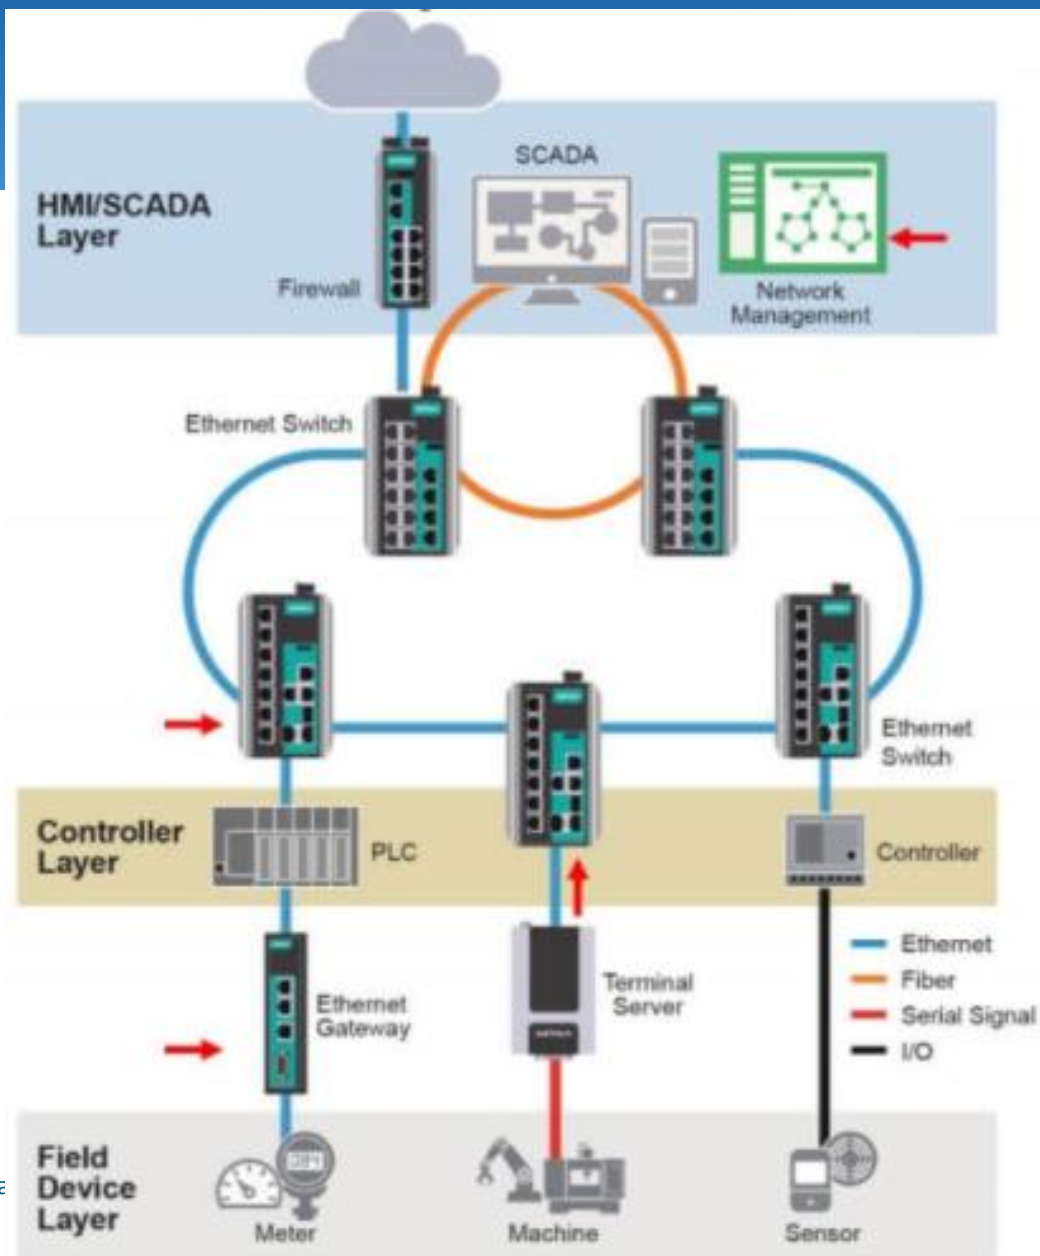 SCADA
HMI/SCADA
Layer
Firewall
Network
Management
Ethernet Switch
Ethernet
Switch
Controller
Layer
PLC
Controller
Ethernet
Fiber
Serial Signal
I/O
Terminal
Server
Ethernet
Gateway
Field
Device
Layer
Meter
Machine
Sensor